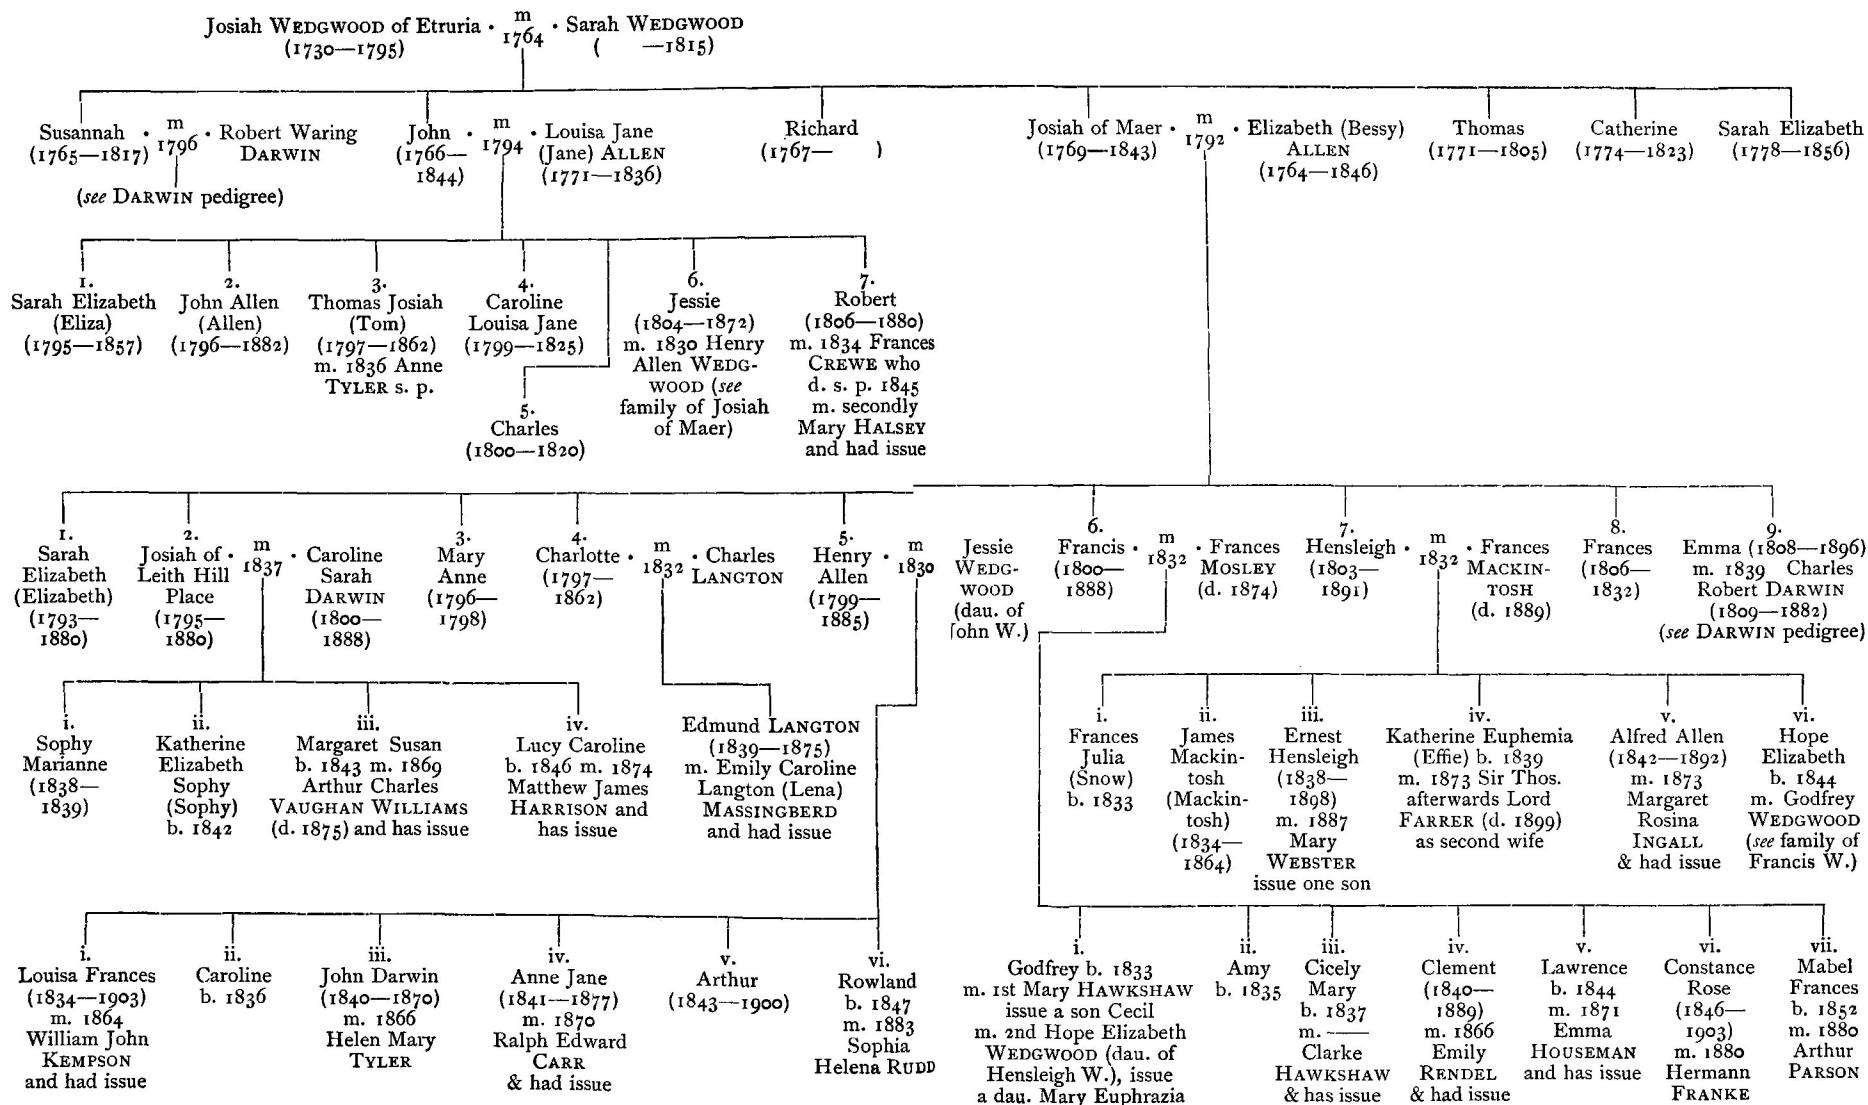 Josiah WEDGWOOD of Etruria · m 1764 · Sarah WEDGWOOD
(1730—1795)
( —1815)
Susannah · m 1796 · Robert Waring
(1765—1817)
DARWIN
(see DARWIN pedigree)
John · m 1794 · Louisa Jane
(1766—
1844)
(Jane) ALLEN
(1771—1836)
Richard
(1767— )
Josiah of Maer · m 1792 · Elizabeth (Bessy)
(1769—1843)
ALLEN
(1764—1846)
Thomas
(1771—1805)
Catherine
(1774—1823)
Sarah Elizabeth
(1778—1856)
1.
Sarah Elizabeth
(Eliza)
(1795—1857)
2.
John Allen
(Allen)
(1796—1882)
3.
Thomas Josiah
(Tom)
(1797—1862)
m. 1836 Anne
TYLER s. p.
4.
Caroline
Louisa Jane
(1799—1825)
5.
Charles
(1800—1820)
6.
Jessie
(1804—1872)
m. 1830 Henry
Allen WEDG-
WOOD (see
family of Josiah
of Maer)
7.
Robert
(1806—1880)
m. 1834 Frances
CREWE who
d. s. p. 1845
m. secondly
Mary HALSEY
and had issue
1.
Sarah
Elizabeth
(Elizabeth)
(1793—
1880)
2.
Josiah of · m 1837 · Caroline
Leith Hill
Place
(1795—
1880)
Sarah
DARWIN
(1800—
1888)
3.
Mary
Anne
(1796—
1798)
4.
Charlotte · m 1832 · Charles
(1797—
1862)
LANGTON
5.
Henry · m 1830
Allen
(1799—
1885)
Jessie
WEDG-
WOOD
(dau. of
John W.)
6.
Francis · m 1832 · Frances
(1800—
1888)
MOSLEY
(d. 1874)
7.
Hensleigh · m 1832 · Frances
(1803—
1891)
MACKIN-
TOSH
(d. 1889)
8.
Frances
(1806—
1832)
9.
Emma (1808—1896)
m. 1839 Charles
Robert DARWIN
(1809—1882)
(see DARWIN pedigree)
i.
Sophy
Marianne
(1838—
1839)
ii.
Katherine
Elizabeth
Sophy
(Sophy)
b. 1842
iii.
Margaret Susan
b. 1843 m. 1869
Arthur Charles
VAUGHAN WILLIAMS
(d. 1875) and has issue
iv.
Lucy Caroline
b. 1846 m. 1874
Matthew James
HARRISON and
has issue
Edmund LANGTON
(1839—1875)
m. Emily Caroline
Langton (Lena)
MASSINGBERD
and had issue
i.
Frances
Julia
(Snow)
b. 1833
ii.
James
Mackin-
tosh
(Mackin-
tosh)
(1834—
1864)
iii.
Ernest
Hensleigh
(1838—
1898)
m. 1887
Mary
WEBSTER
issue one son
iv.
Katherine Euphemia
(Effie) b. 1839
m. 1873 Sir Thos.
afterwards Lord
FARRER (d. 1899)
as second wife
v.
Alfred Allen
(1842—1892)
m. 1873
Margaret
Rosina
INGALL
& had issue
vi.
Hope
Elizabeth
b. 1844
m. Godfrey
WEDGWOOD
(see family of
Francis W.)
i.
Louisa Frances
(1834—1903)
m. 1864
William John
KEMPSON
and had issue
ii.
Caroline
b. 1836
iii.
John Darwin
(1840—1870)
m. 1866
Helen Mary
TYLER
iv.
Anne Jane
(1841—1877)
m. 1870
Ralph Edward
CARR
& had issue
v.
Arthur
(1843—1900)
vi.
Rowland
b. 1847
m. 1883
Sophia
Helena RUDD
i.
Godfrey b. 1833
m. 1st Mary HAWKSHAW
issue a son Cecil
m. 2nd Hope Elizabeth
WEDGWOOD (dau. of
Hensleigh W.), issue
a dau. Mary Euphrazia
ii.
Amy
b. 1835
iii.
Cicely
Mary
b. 1837
m. ——
Clarke
HAWKSHAW
& has issue
iv.
Clement
(1840—
1889)
m. 1866
Emily
RENDEL
& had issue
v.
Lawrence
b. 1844
m. 1871
Emma
HOUSEMAN
and has issue
vi.
Constance
Rose
(1846—
1903)
m. 1880
Hermann
FRANKE
vii.
Mabel
Frances
b. 1852
m. 1880
Arthur
PARSON